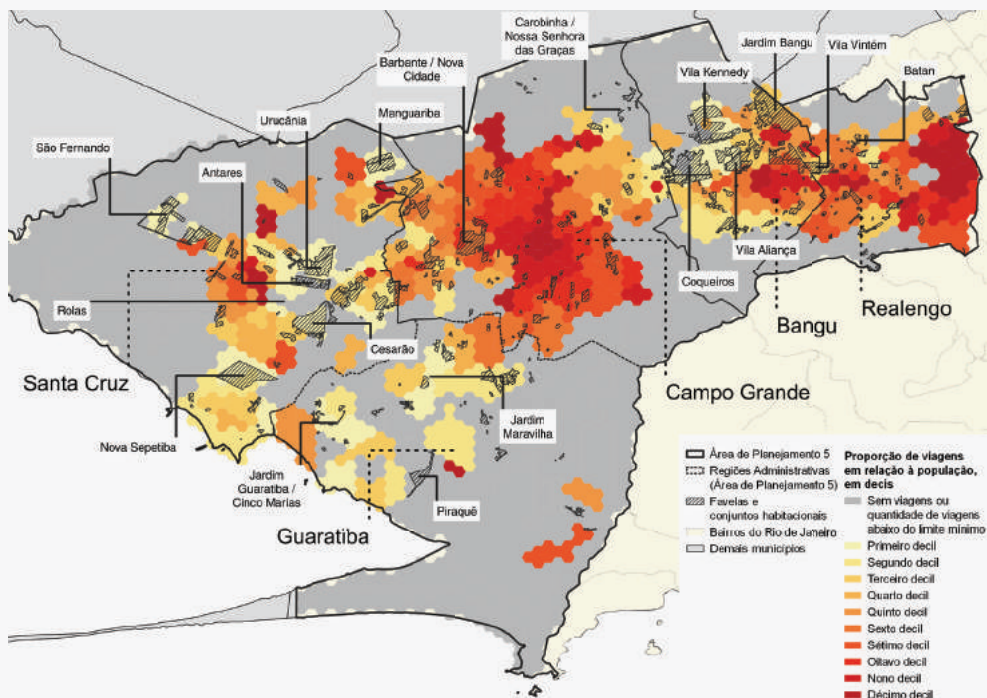 Carobinha /
Nossa Senhora
das Graças
Jardim Bangu
Vila Vintém
Barbante / Nova
Cidade
Vila Kennedy
Batan
Urucânia
Manguariba
São Fernando
Antares
Vila Aliança
Coqueiros
Realengo
Rolas
Bangu
Cesarão
Santa Cruz
Campo Grande
Nova Sepetiba
Jardim
Maravilha
Jardim
Guaratiba /
Cinco Marias
Piraquê
Guaratiba
Área de Planejamento 5
Regiões Administrativas
(Área de Planejamento 5)
Favelas e
conjuntos habitacionais
Bairros do Rio de Janeiro
Demais municípios
Proporção de viagens
em relação à população,
em decis
Sem viagens ou
quantidade de viagens
abaixo do limite mínimo
Primeiro decil
Segundo decil
Terceiro decil
Quarto decil
Quinto decil
Sexto decil
Sétimo decil
Oitavo decil
Nono decil
Décimo decil